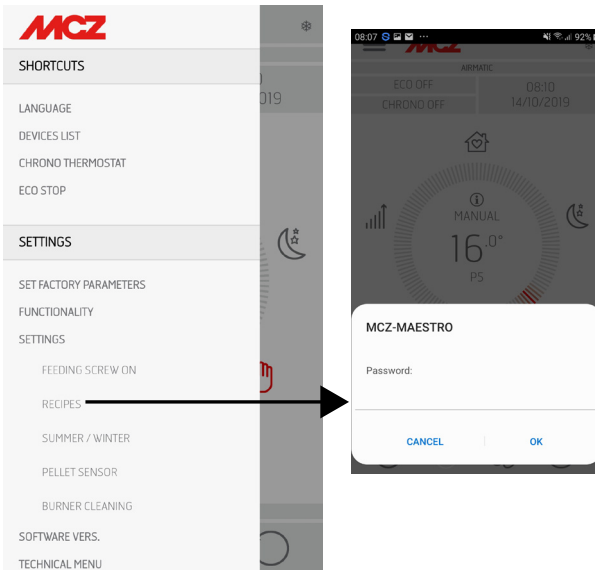 MCZ
SHORTCUTS
LANGUAGE
DEVICES LIST
CHRONO THERMOSTAT
ECO STOP
SETTINGS
SET FACTORY PARAMETERS
FUNCTIONALITY
SETTINGS
FEEDING SCREW ON
RECIPES
SUMMER / WINTER
PELLET SENSOR
BURNER CLEANING
SOFTWARE VERS.
TECHNICAL MENU
019
08:07 92%
MCZ
AIRMATIC
ECO OFF
CHRONO OFF
08:10
14/10/2019
MANUAL
16.0°
P5
MCZ-MAESTRO
Password:
CANCEL OK